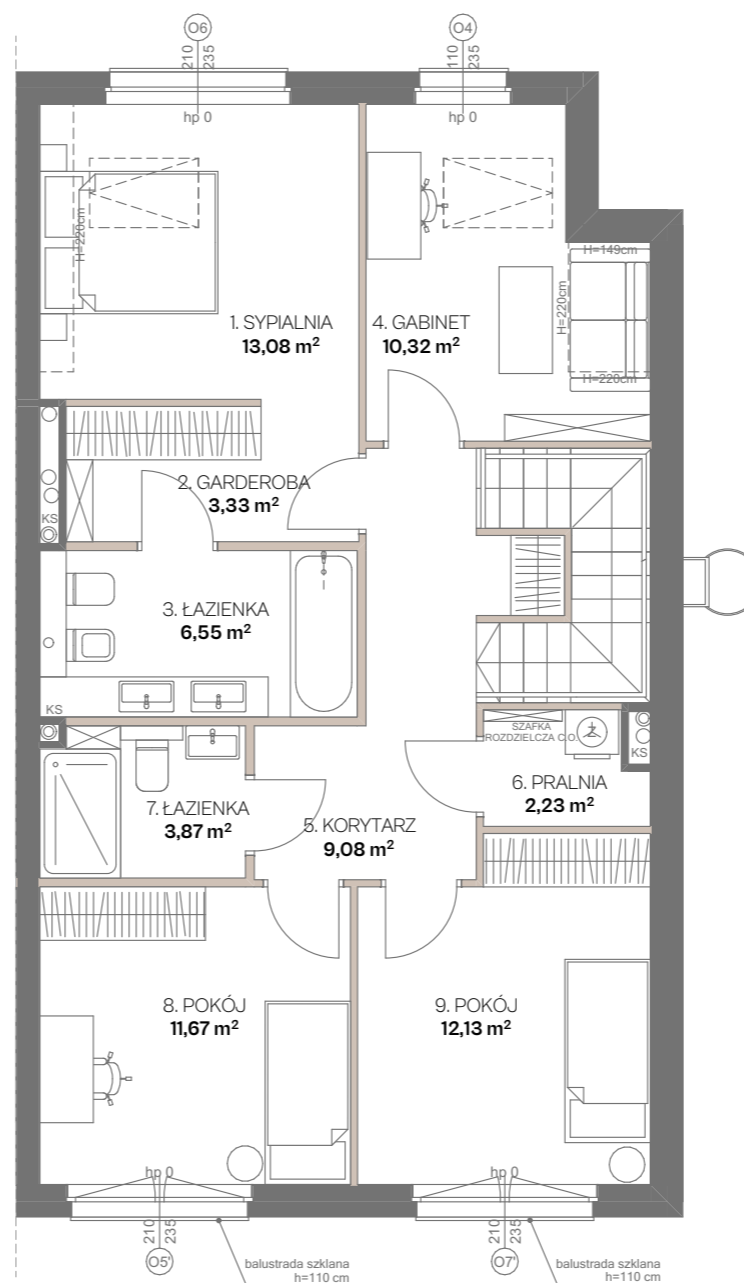 O6
210
235
hp 0
O4
110
235
hp 0
H=220cm
H=149cm
H=220cm
H=220cm
1. SYPIALNIA
13,08 m²
4. GABINET
10,32 m²
2. GARDEROBA
3,33 m²
KS
3. ŁAZIENKA
6,55 m²
KS
SZAFKA
ROZDZIELCZA C.O.
KS
6. PRALNIA
2,23 m²
7. ŁAZIENKA
3,87 m²
5. KORYTARZ
9,08 m²
8. POKÓJ
11,67 m²
9. POKÓJ
12,13 m²
hp 0
210
235
O5'
balustrada szklana
h=110 cm
hp 0
210
235
O7'
balustrada szklana
h=110 cm